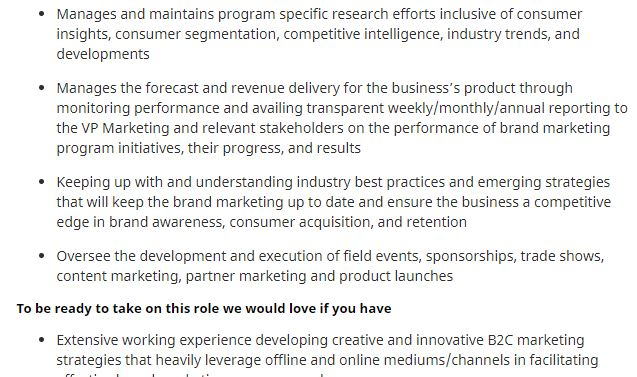 • Manages and maintains program specific research efforts inclusive of consumer
insights, consumer segmentation, competitive intelligence, industry trends, and
developments
• Manages the forecast and revenue delivery for the business's product through
monitoring performance and availing transparent weekly/monthly/annual reporting to
the VP Marketing and relevant stakeholders on the performance of brand marketing
program initiatives, their progress, and results
• Keeping up with and understanding industry best practices and emerging strategies
that will keep the brand marketing up to date and ensure the business a competitive
edge in brand awareness, consumer acquisition, and retention
• Oversee the development and execution of field events, sponsorships, trade shows,
content marketing, partner marketing and product launches
To be ready to take on this role we would love if you have
• Extensive working experience developing creative and innovative B2C marketing
strategies that heavily leverage offline and online mediums/channels in facilitating